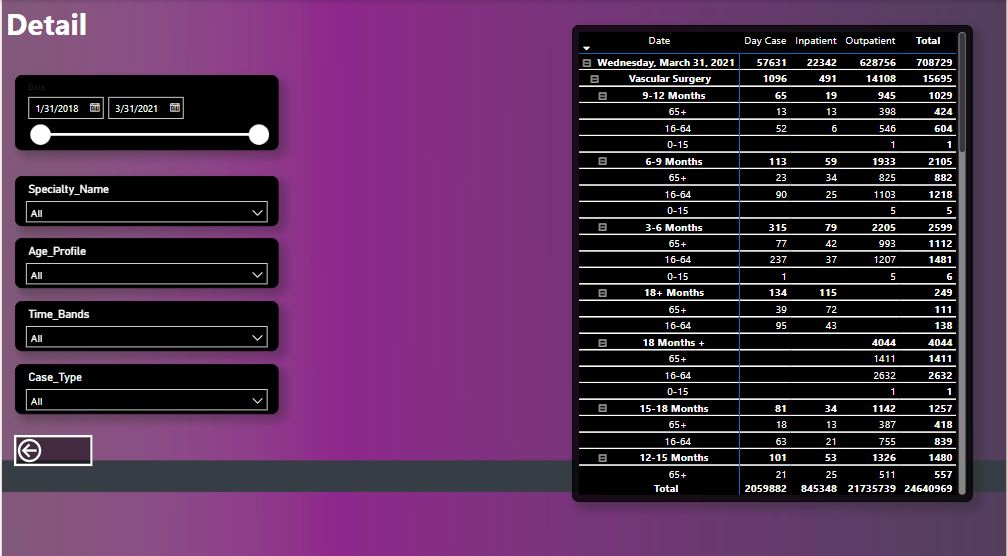 Detail
Date
1/31/2018 3/31/2021
Specialty_Name
All
Age_Profile
All
Time_Bands
All
Case_Type
All
Date Day Case Inpatient Outpatient Total
Wednesday, March 31, 2021 57631 22342 628756 708729
Vascular Surgery 1096 491 14108 15695
9-12 Months 65 19 945 1029
65+ 13 13 398 424
16-64 52 6 546 604
0-15 1 1
6-9 Months 113 59 1933 2105
65+ 23 34 825 882
16-64 90 25 1103 1218
0-15 5 5
3-6 Months 315 79 2205 2599
65+ 77 42 993 1112
16-64 237 37 1207 1481
0-15 1 5 6
18+ Months 134 115 249
65+ 39 72 111
16-64 95 43 138
18 Months + 4044 4044
65+ 1411 1411
16-64 2632 2632
0-15 1 1
15-18 Months 81 34 1142 1257
65+ 18 13 387 418
16-64 63 21 755 839
12-15 Months 101 53 1326 1480
65+ 21 25 511 557
Total 2059882 845348 21735739 24640969